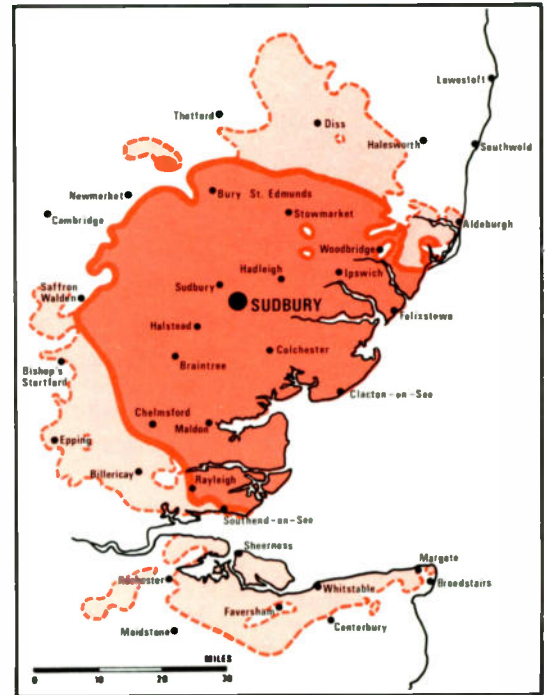 Lowestoft
Thetford
Diss
Halesworth
Southwold
Newmarket
Bury St. Edmunds
Cambridge
Stowmarket
Aldeburgh
Woodbridge
Hadleigh
Ipswich
Saffron
Walden
Sudbury
SUDBURY
Felixstowe
Halstead
Colchester
Braintree
Bishop's
Stortford
Clacton-on-Sea
Chelmsford
Maldon
Epping
Billericay
Rayleigh
Southend-on-Sea
Sheerness
Margate
Rochester
Whitstable
Broadstairs
Faversham
Maidstone
Canterbury
MILES
0 10 20 30